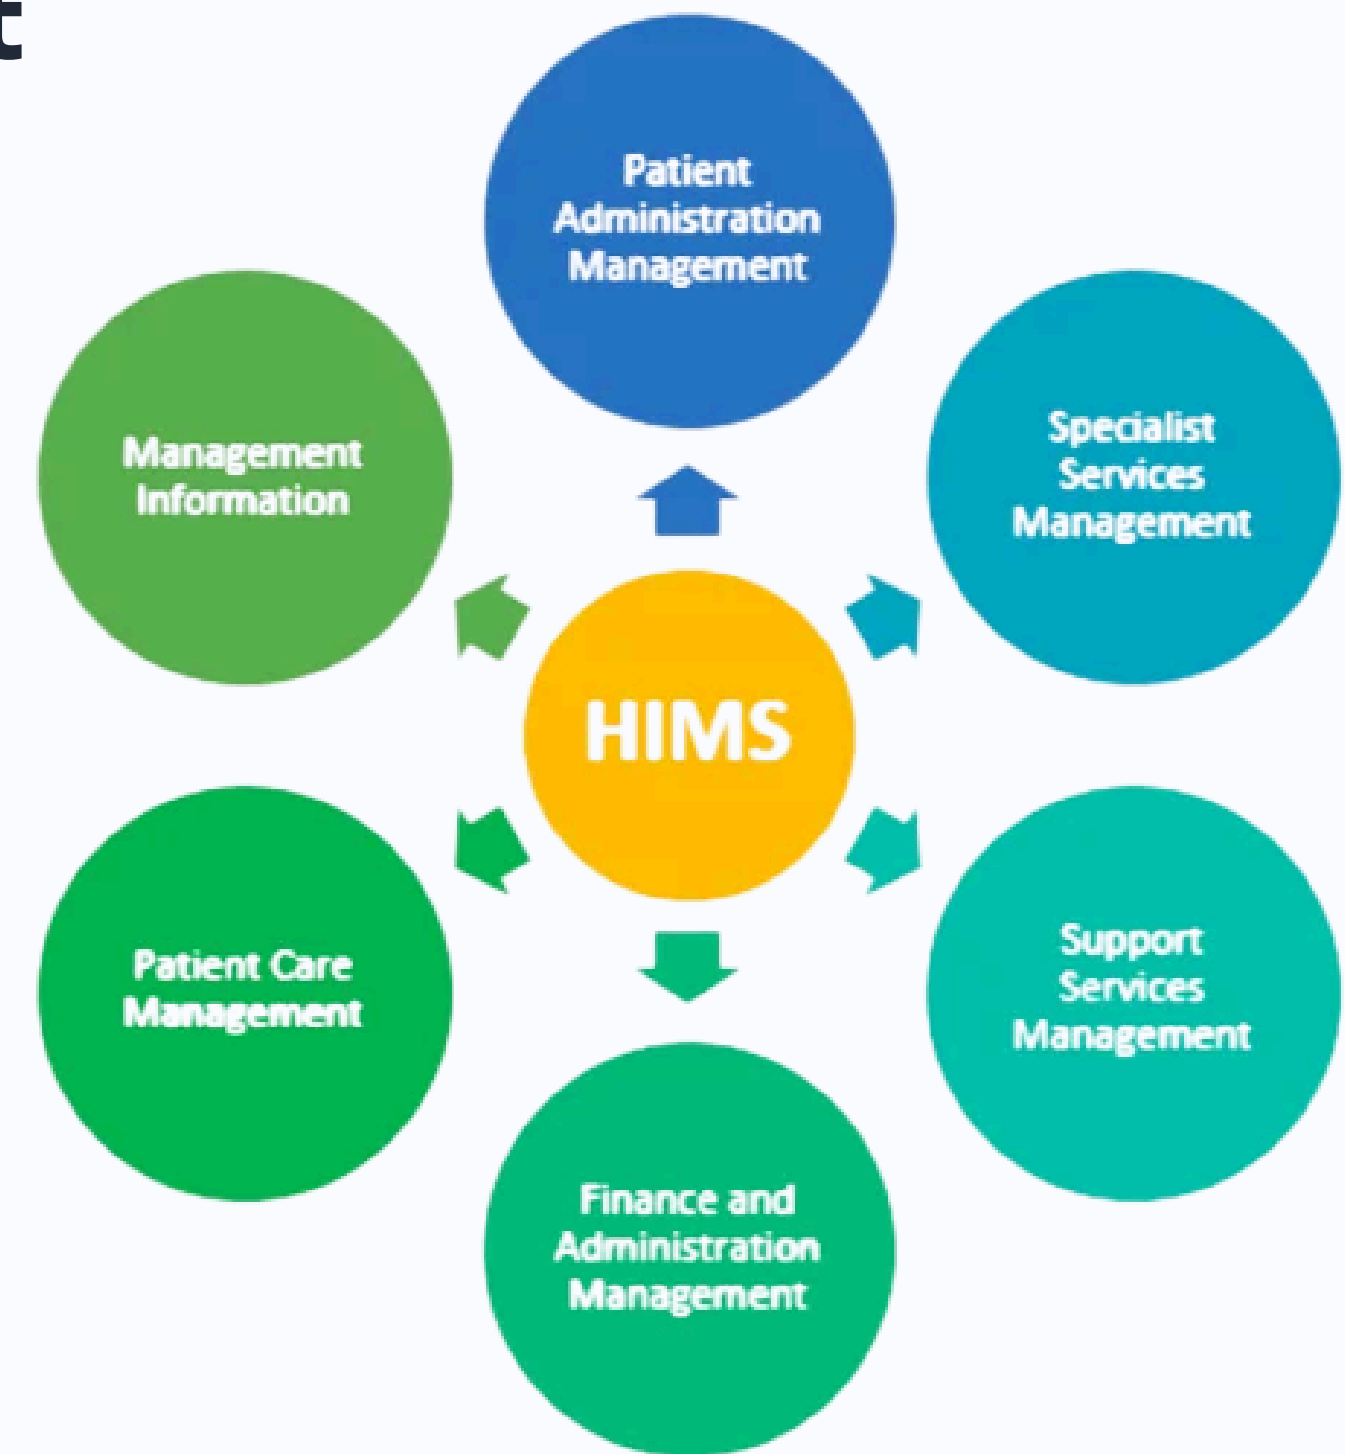 t
Patient
Administration
Management
Specialist
Services
Management
Management
Information
HIMS
Support
Services
Management
Patient Care
Management
Finance and
Administration
Management